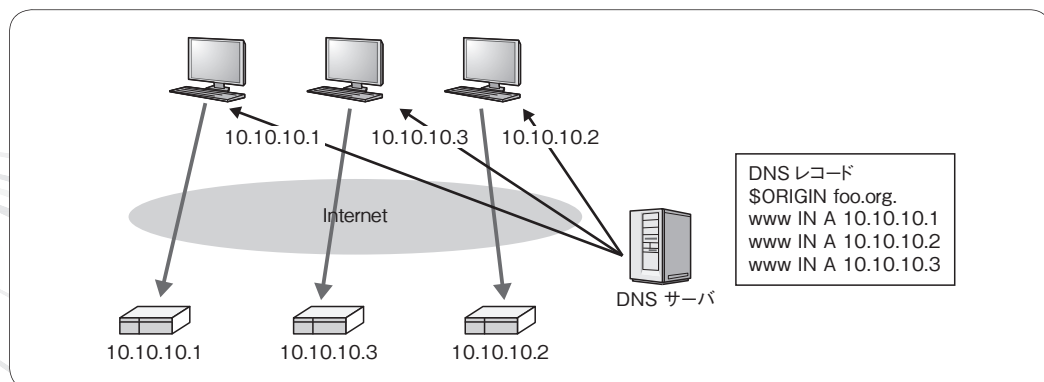 10.10.10.1
10.10.10.3
10.10.10.2
Internet
DNS サーバ
DNS レコード
$ORIGIN foo.org.
www IN A 10.10.10.1
www IN A 10.10.10.2
www IN A 10.10.10.3
10.10.10.1
10.10.10.3
10.10.10.2